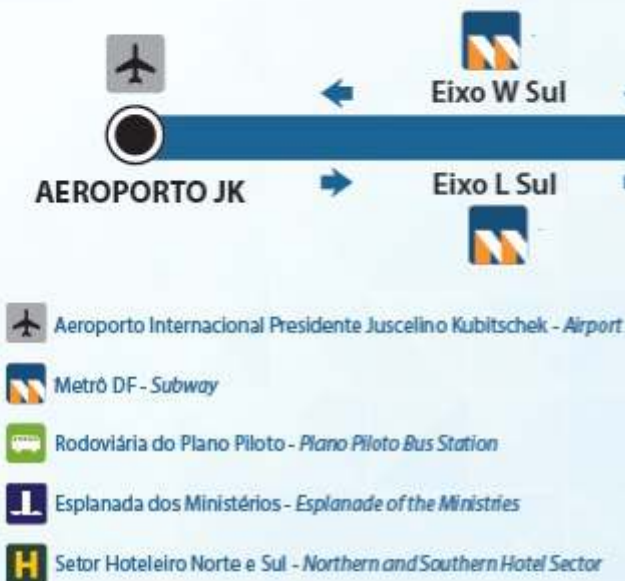 Eixo W Sul
AEROPORTO JK
Eixo L Sul
Aeroporto Internacional Presidente Juscelino Kubitschek - Airport
Metrô DF - Subway
Rodoviária do Plano Piloto - Plano Piloto Bus Station
Esplanada dos Ministérios - Esplanade of the Ministries
H Setor Hoteleiro Norte e Sul - Northern and Southern Hotel Sector